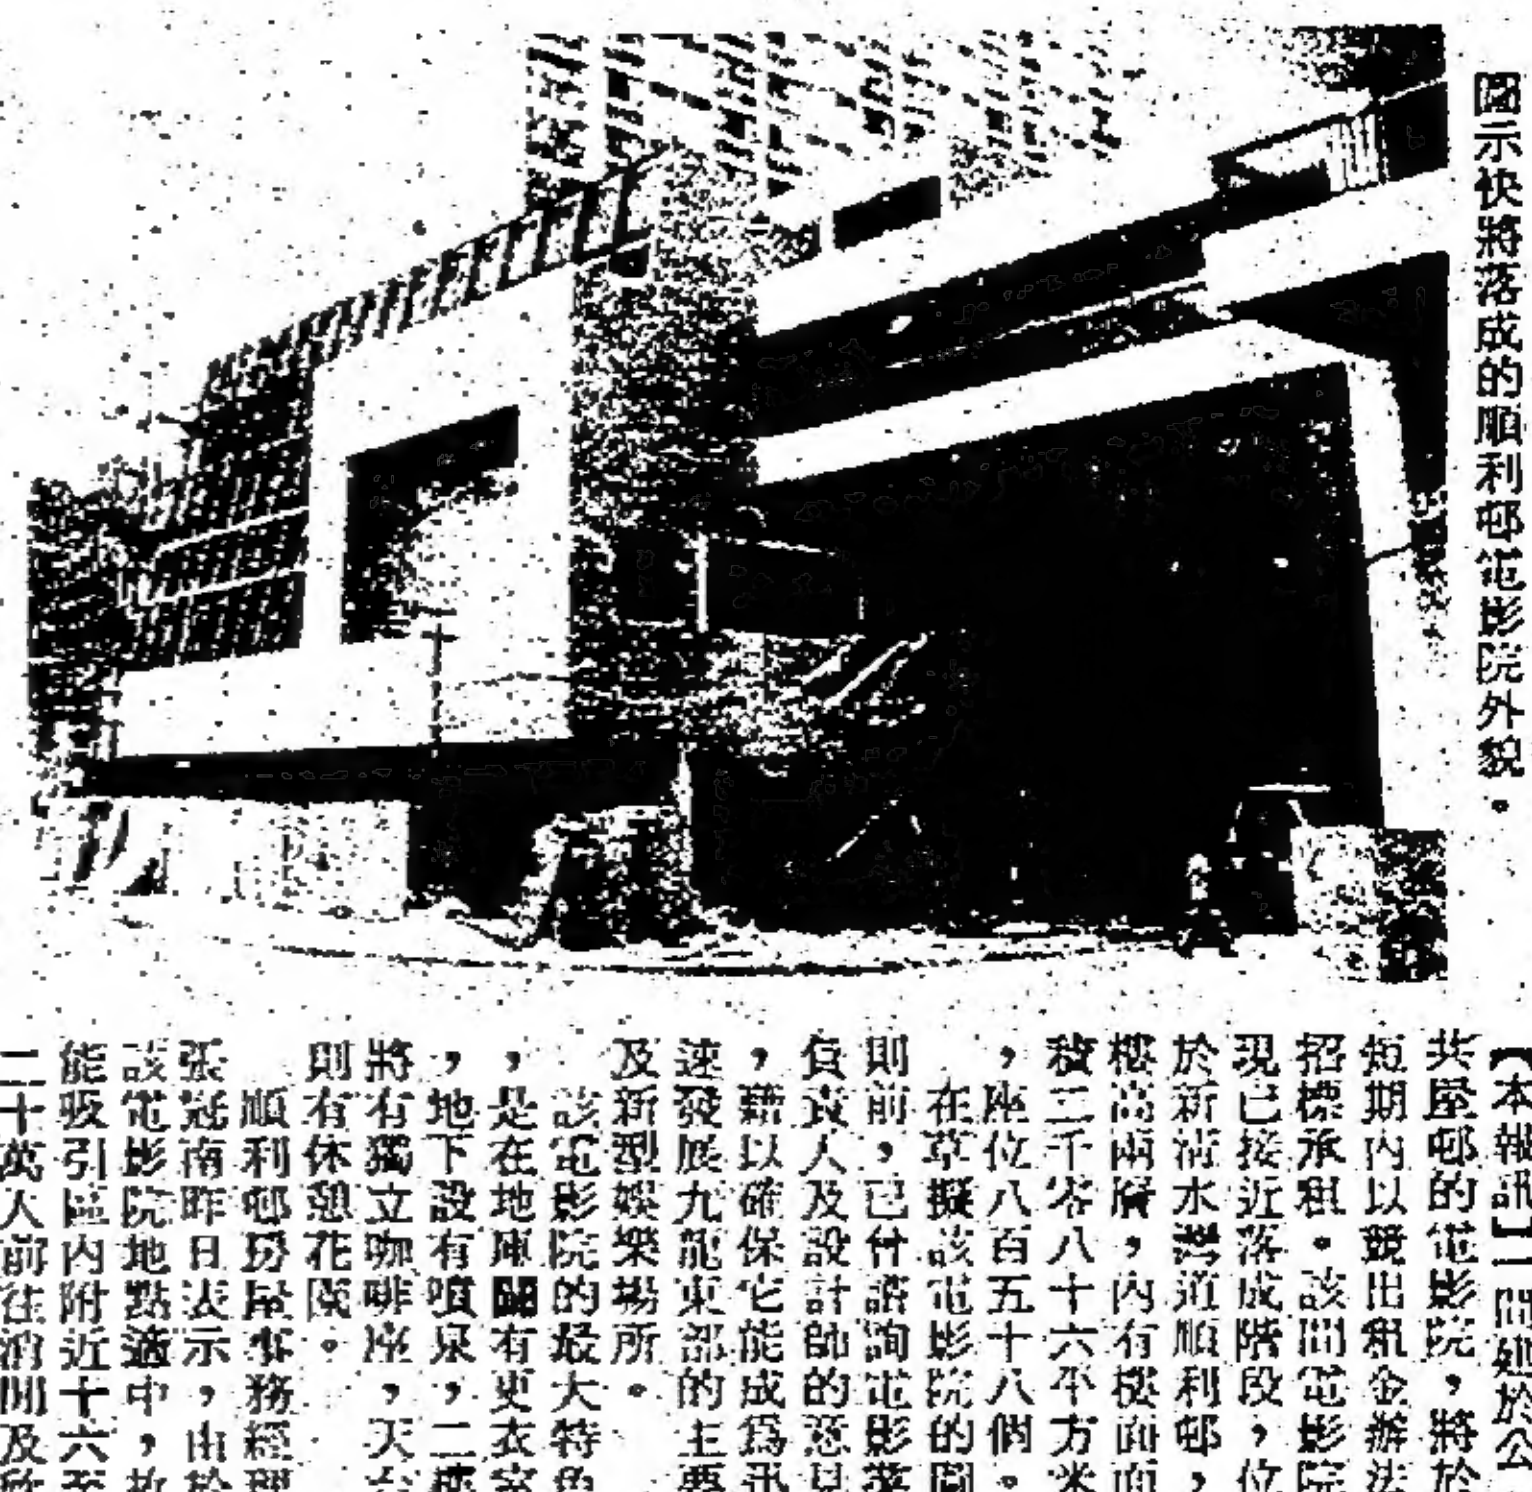 圖示快將落成的順利邨電影院外貌。
【本報訊】一間建於公
共屋邨的電影院，將於
短期內以競出租金辦法
招標承租。該間電影院
現已接近落成階段，位
於新清水灣道順利邨，
樓高兩層，內有樓面面
積三千零八十六平方米
，座位八百五十八個。
在草擬該電影院的圖
則前，已什諮詢電影業
負責人及設計師的意見
，藉以確保它能成爲迅
速發展九龍東部的主要
及新型娛樂場所。
該電影院的最大特色
，是在地庫闢有更衣室
，地下設有噴泉，二樓
將有獨立咖啡座，天台
則有休憩花園。
順利邨房屋事務經理
張冠南昨日表示，由於
該電影院地點適中，故
能吸引區內附近十六至
二十萬人前往消閒及